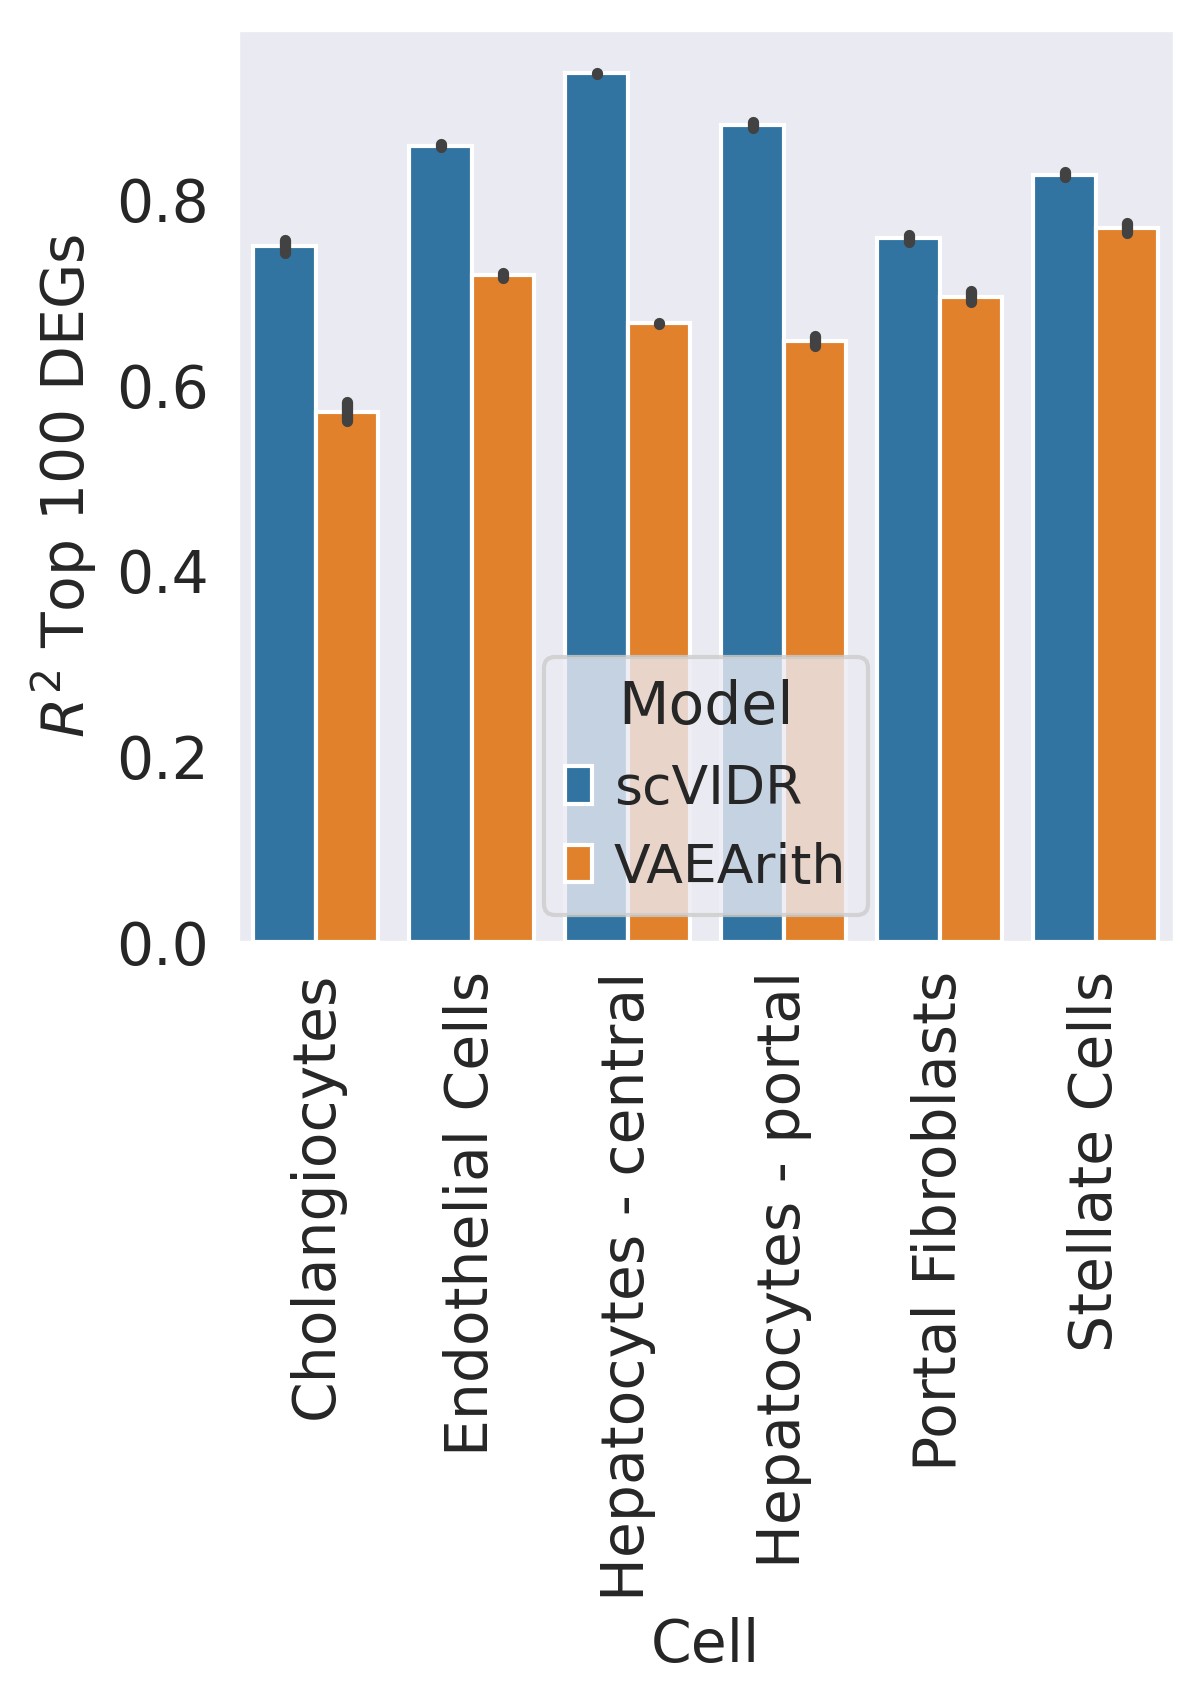 R² Top 100 DEGs
0.8
0.6
0.4
0.2
0.0
Model
scVIDR
VAEArith
Cholangiocytes
Endothelial Cells
Hepatocytes - central
Hepatocytes - portal
Portal Fibroblasts
Stellate Cells
Cell